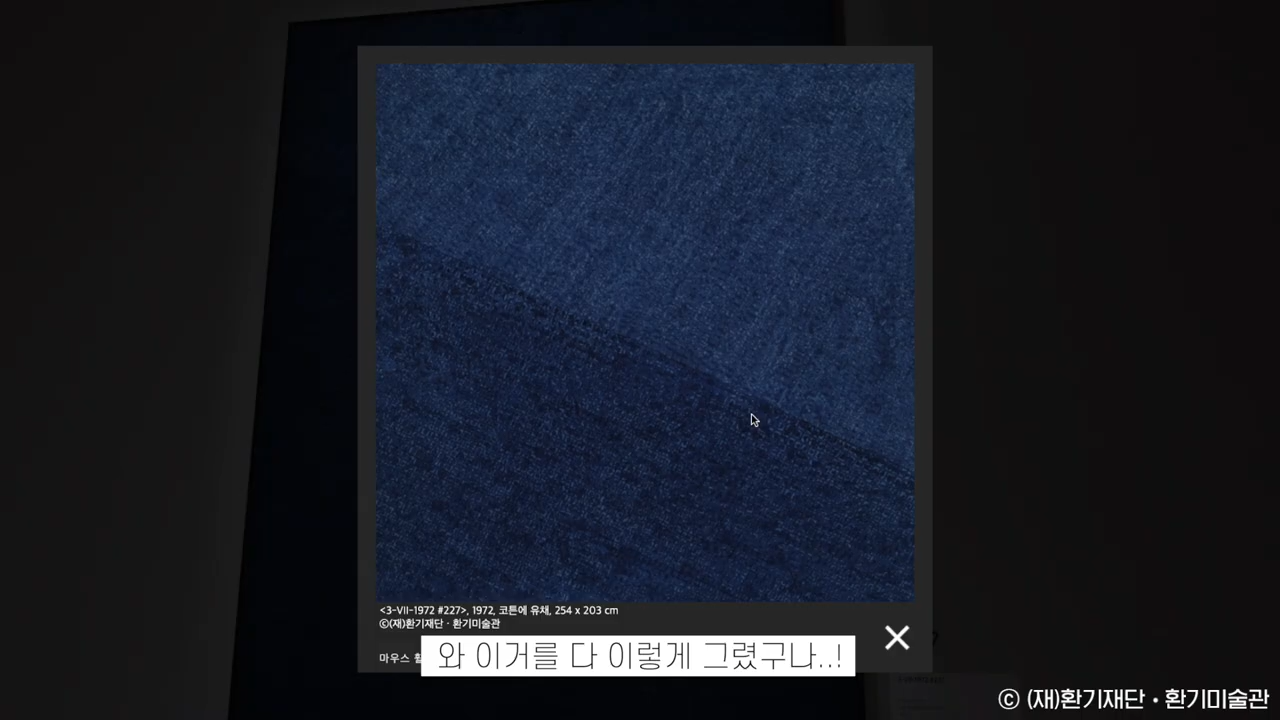 <3-VII-1972 #227>, 1972, 코튼에 유채, 254 x 203 cm
©(재)환기재단 · 환기미술관
마우스
와 이거를 다 이렇게 그렸구나..!
© (재)환기재단 • 환기미술관